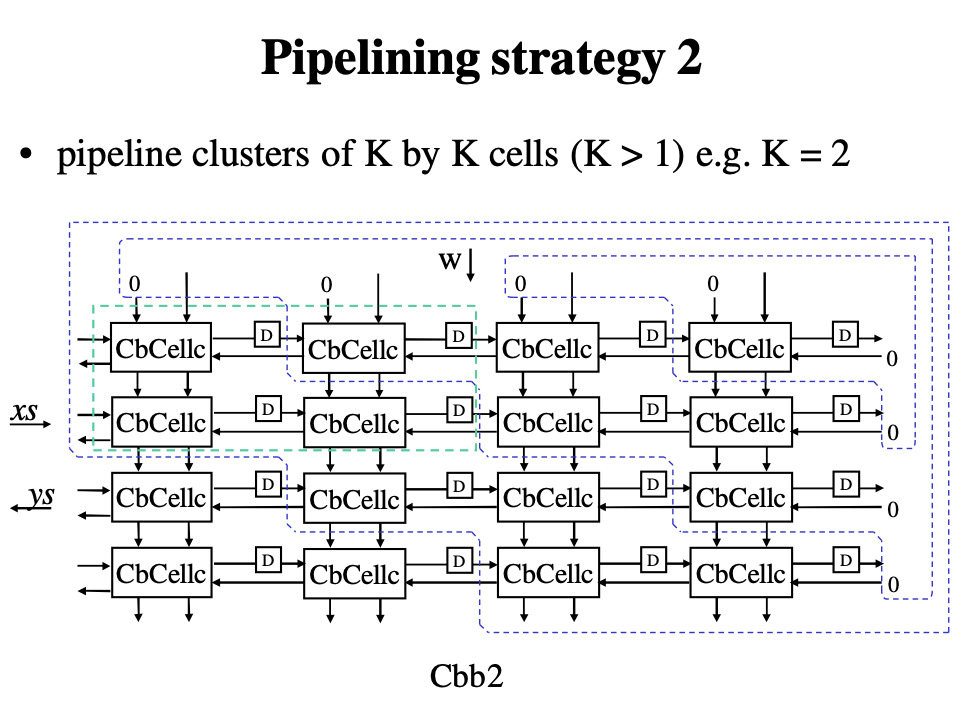 Pipelining strategy 2
• pipeline clusters of K by K cells (K > 1) e.g. K = 2
w
0 0 0 0
D D D D
CbCellc CbCellc CbCellc CbCellc
0
xs
D D D D
CbCellc CbCellc CbCellc CbCellc
0
ys
D D D D
CbCellc CbCellc CbCellc CbCellc
0
D D D D
CbCellc CbCellc CbCellc CbCellc
0
Cbb2